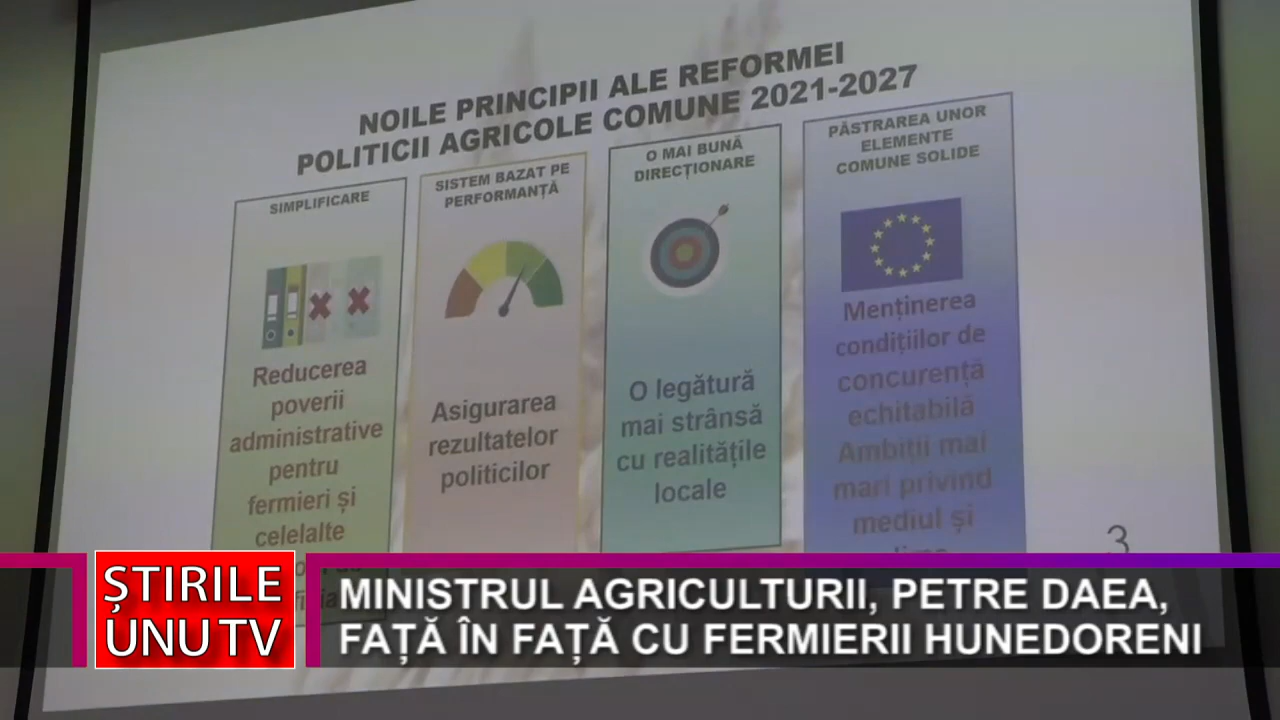 NOILE PRINCIPII ALE REFORMEI
POLITICII AGRICOLE COMUNE 2021-2027
SIMPLIFICARE
Reducerea
poverii
administrative
pentru
fermieri și
celelalte
SISTEM BAZAT PE
PERFORMANȚĂ
Asigurarea
rezultatelor
politicilor
O MAI BUNĂ
DIRECȚIONARE
O legătură
mai strânsă
cu realitățile
locale
PĂSTRAREA UNOR
ELEMENTE
COMUNE SOLIDE
Menținerea
condițiilor de
concurență
echitabilă
Ambiții mai
mari privind
mediul și
3
ȘTIRILE
UNU TV
MINISTRUL AGRICULTURII, PETRE DAEA,
FAȚĂ ÎN FAȚĂ CU FERMIERII HUNEDORENI